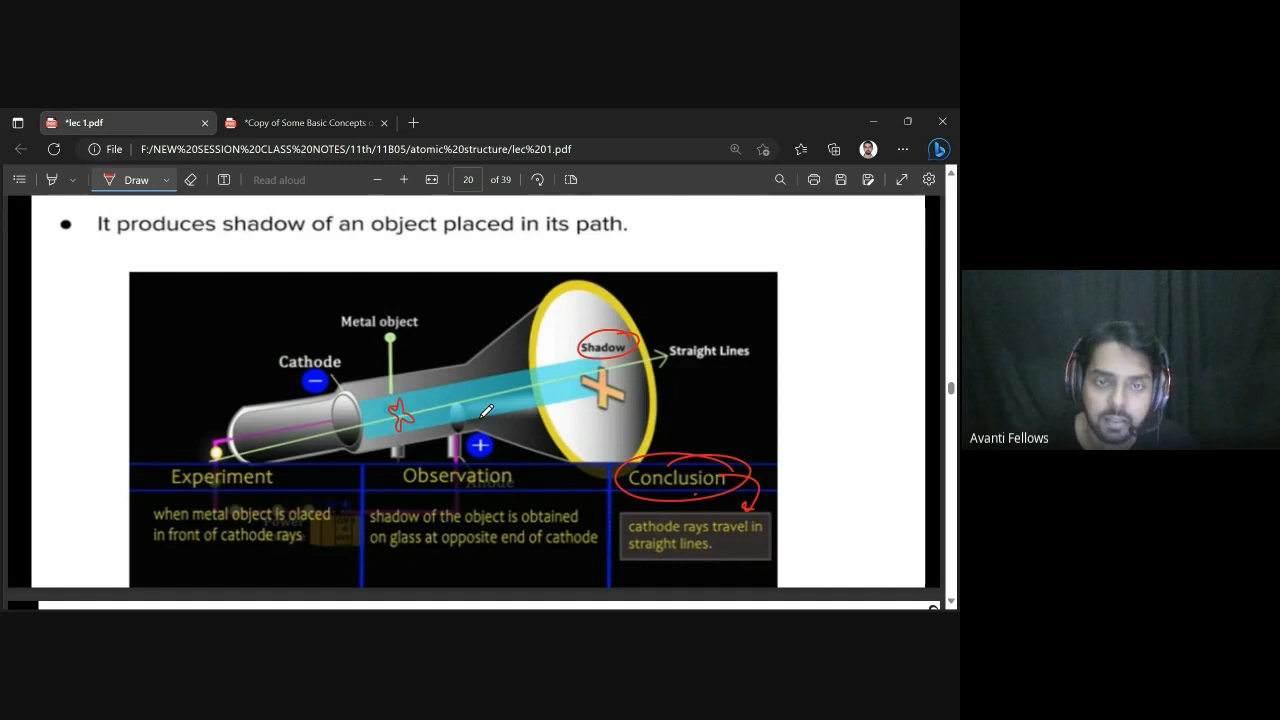 *lec 1.pdf
*Copy of Some Basic Concepts o
File
F:/NEW%20SESSION%20CLASS%20NOTES/11th/11B05/atomic%20structure/lec%201.pdf
Draw
Read aloud
20
of 39
• It produces shadow of an object placed in its path.
Metal object
Shadow
Straight Lines
Cathode
Experiment
Observation
Anode
Conclusion
when metal object is olaced
in front of cathode rays
Power
shadow of the object is obtained
on glass at opposite end of cathode
cathode rays travel in
straight lines.
Avanti Fellows